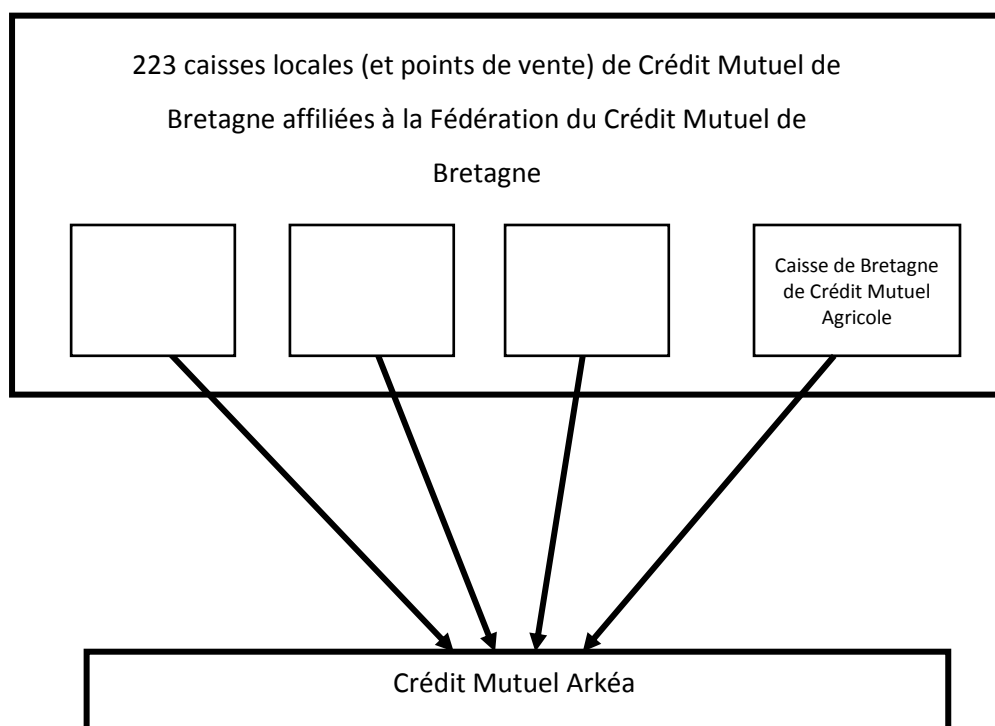 223 caisses locales (et points de vente) de Crédit Mutuel de
Bretagne affiliées à la Fédération du Crédit Mutuel de
Bretagne
Caisse de Bretagne
de Crédit Mutuel
Agricole
Crédit Mutuel Arkéa